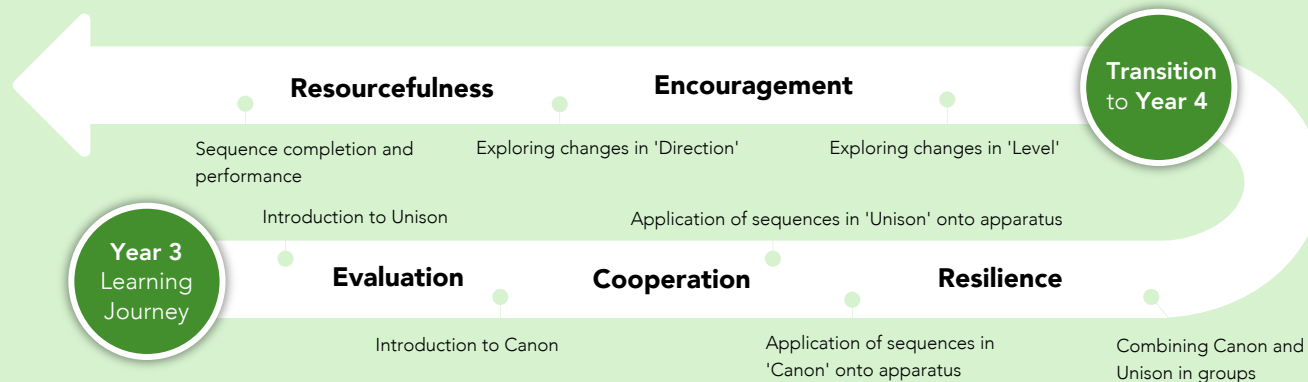 Resourcefulness
Encouragement
Transition
to Year 4
Sequence completion and
performance
Exploring changes in 'Direction'
Exploring changes in 'Level'
Introduction to Unison
Application of sequences in 'Unison' onto apparatus
Year 3
Learning
Journey
Evaluation
Cooperation
Resilience
Introduction to Canon
Application of sequences in
'Canon' onto apparatus
Combining Canon and
Unison in groups